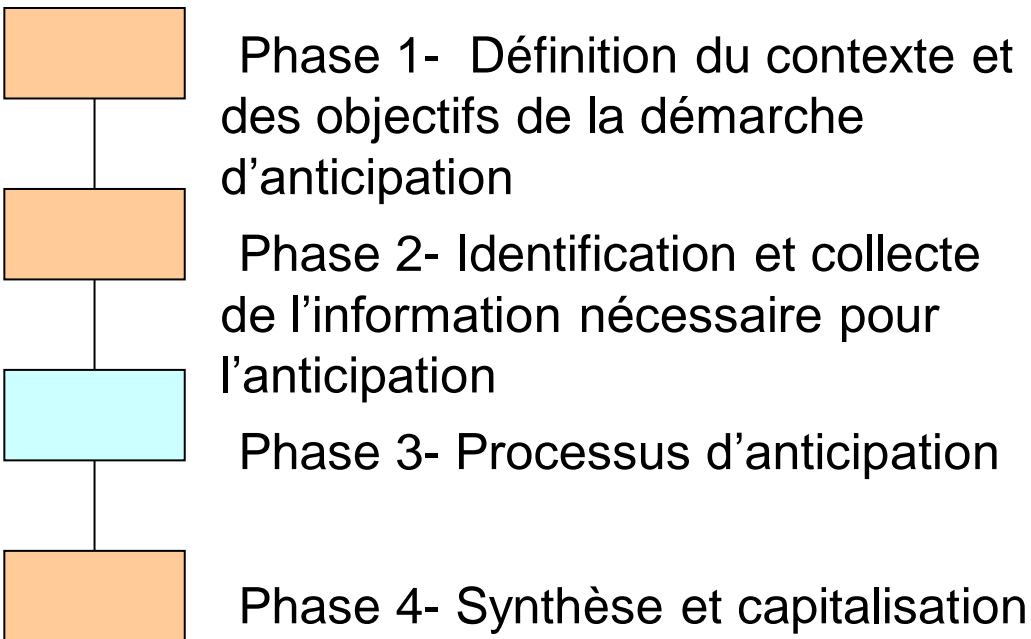 Phase 1- Définition du contexte et
des objectifs de la démarche
d’anticipation
Phase 2- Identification et collecte
de l’information nécessaire pour
l’anticipation
Phase 3- Processus d’anticipation
Phase 4- Synthèse et capitalisation